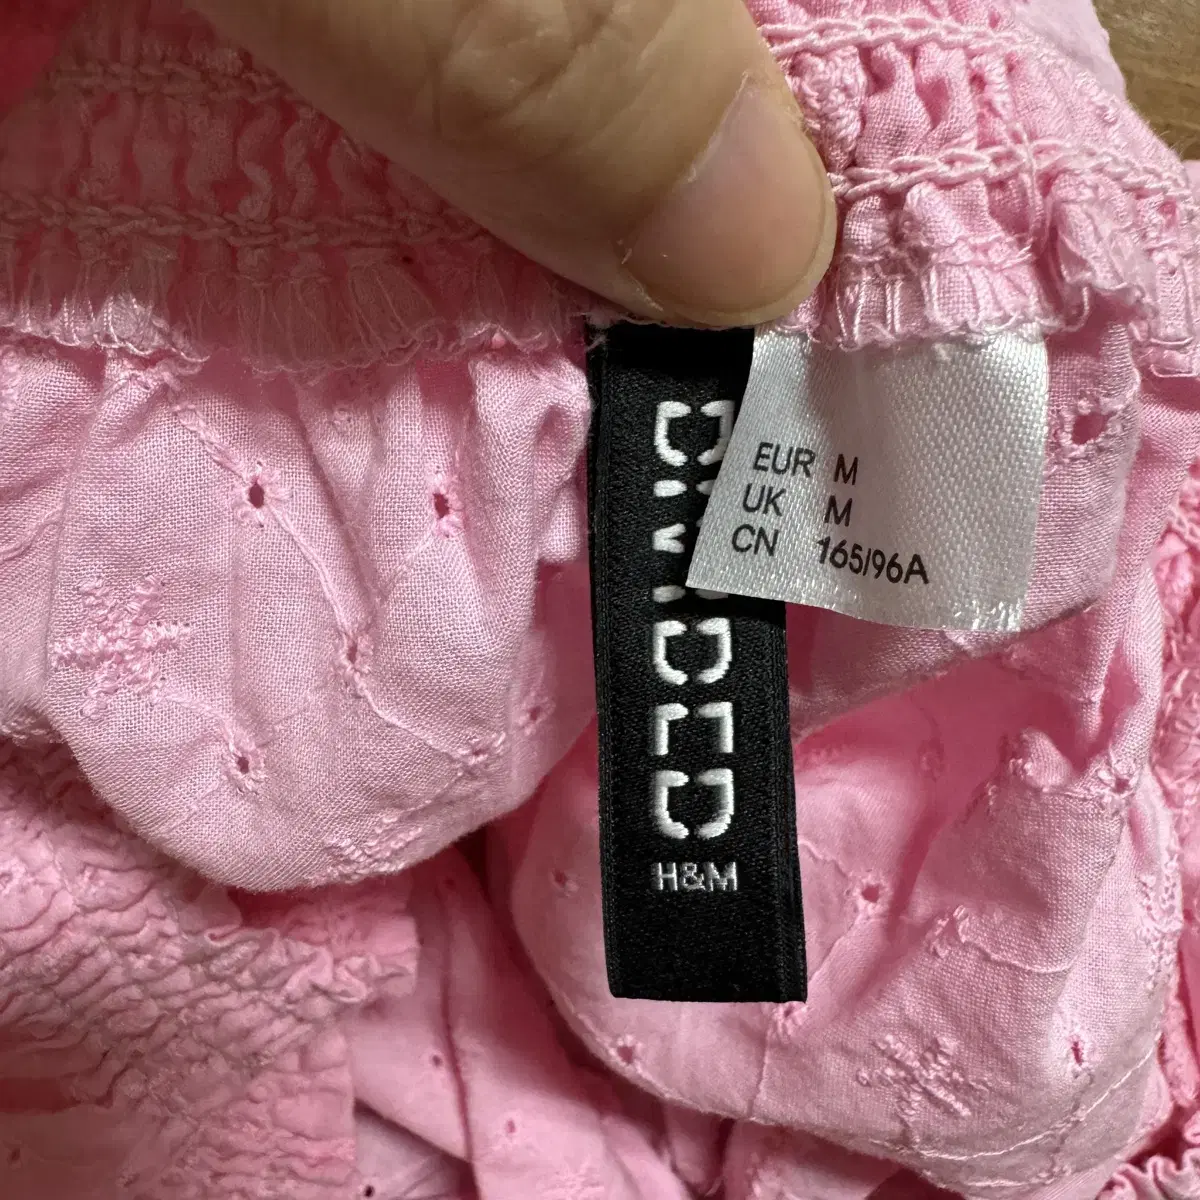 DIVIDED
H&M
EUR M
UK M
CN 165/96A